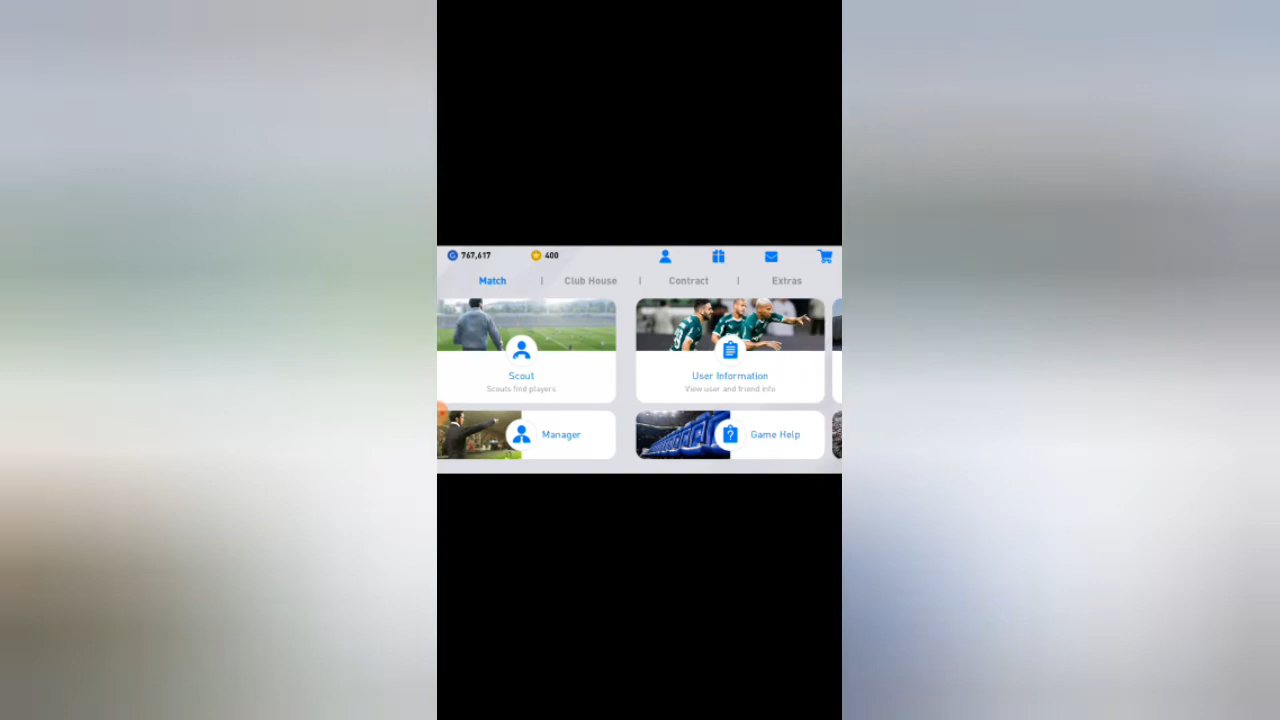 767,617 400
Match | Club House | Contract | Extras
Scout
Scouts find players
User Information
View user and friend info
Manager
Game Help